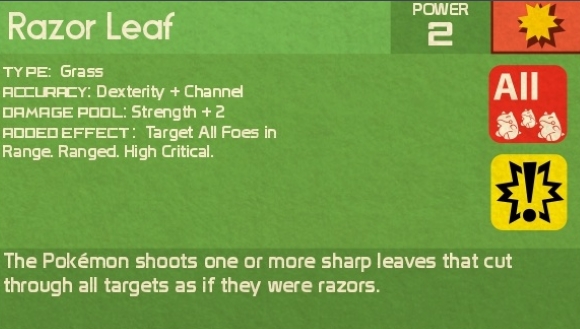 Razor Leaf
POWER
2
TYPE: Grass
ACCURACY: Dexterity + Channel
DAMAGE POOL: Strength + 2
ADDED EFFECT: Target All Foes in
Range. Ranged. High Critical.
All
The Pokémon shoots one or more sharp leaves that cut
through all targets as if they were razors.